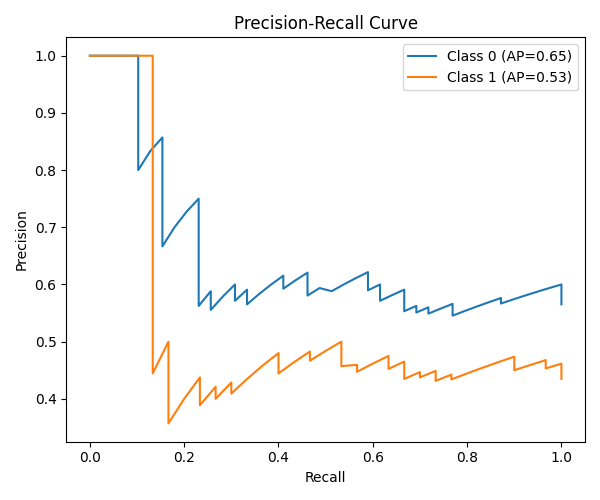 Precision-Recall Curve
Class 0 (AP=0.65)
Class 1 (AP=0.53)
Precision
1.0
0.9
0.8
0.7
0.6
0.5
0.4
0.0 0.2 0.4 0.6 0.8 1.0
Recall